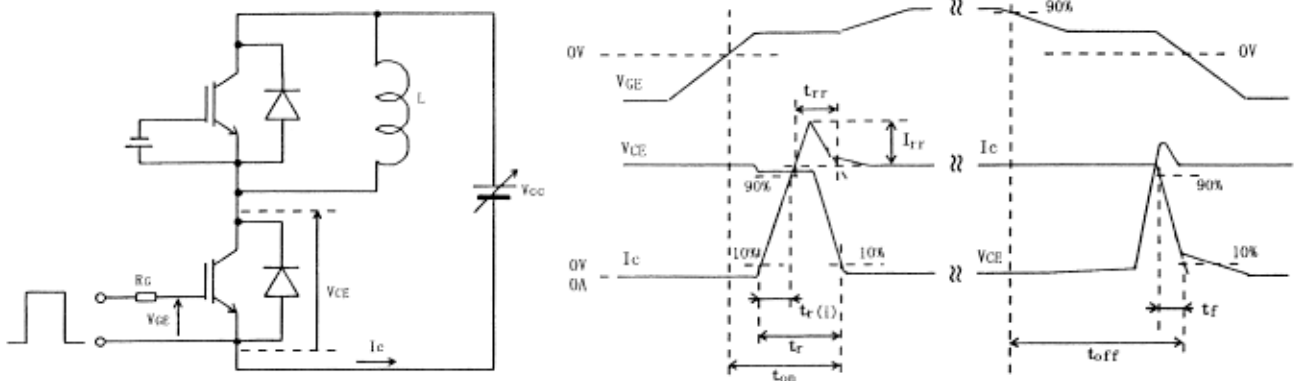 L
Vcc
RG
VGE
VCE
Ic
0V
VGE
VCE
0V
0A
Ic
trr
Irr
90%
10%
10%
tr(i)
tr
ton
90%
0V
Ic
90%
VCE
10%
tf
toff